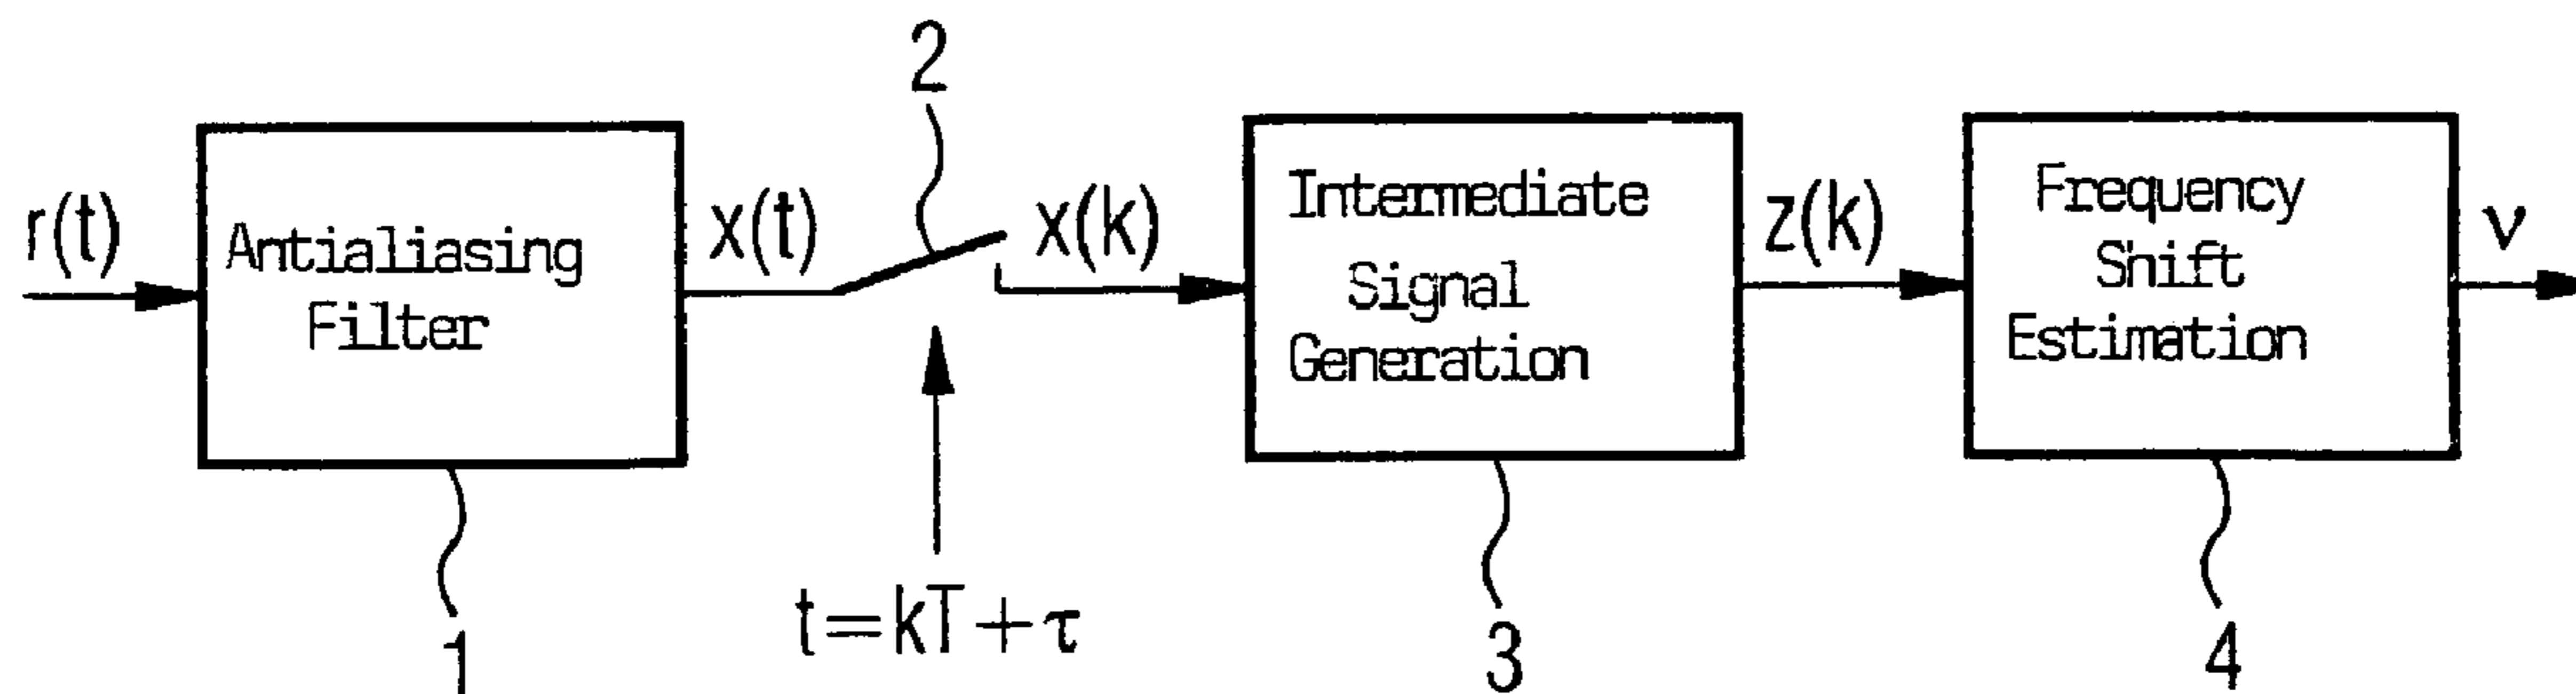 2
r(t)
Antialiasing
Filter
x(t)
x(k)
Intermediate
Signal
Generation
z(k)
Frequency
Shift
Estimation
ν
t=kT+τ
1
3
4